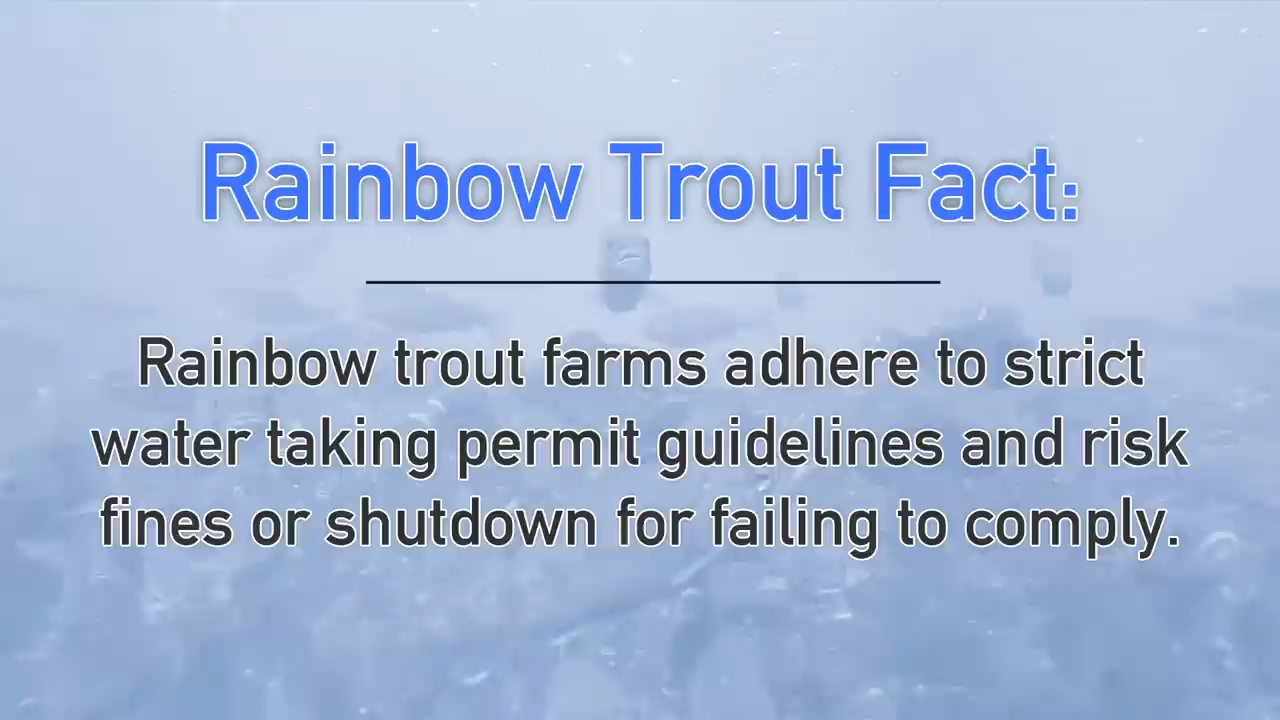 Rainbow Trout Fact:
Rainbow trout farms adhere to strict
water taking permit guidelines and risk
fines or shutdown for failing to comply.